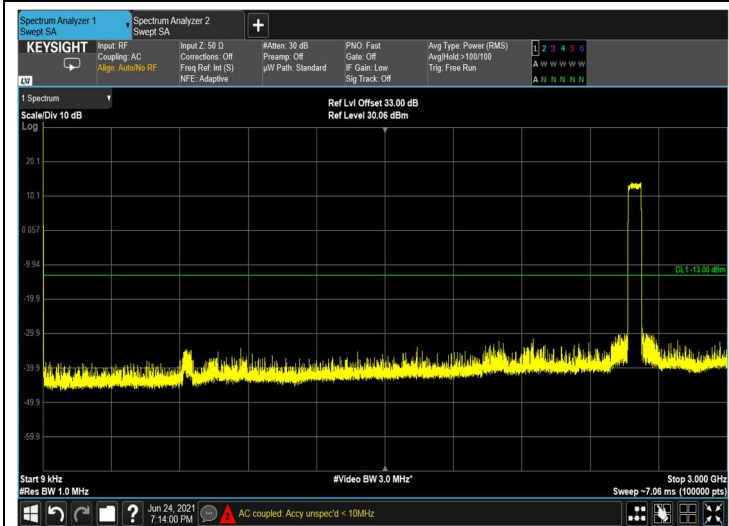 Spectrum Analyzer 1
Swept SA
Spectrum Analyzer 2
Swept SA
+
KEYSIGHT
LXI
Input: RF
Coupling: AC
Align: Auto/No RF
Input Z: 50 Ω
Corrections: Off
Freq Ref: Int (S)
NFE: Adaptive
#Atten: 30 dB
Preamp: Off
µW Path: Standard
PNO: Fast
Gate: Off
IF Gain: Low
Sig Track: Off
Avg Type: Power (RMS)
Avg|Hold:>100/100
Trig: Free Run
1 2 3 4 5 6
A W W W W W
A N N N N N
1 Spectrum
Scale/Div 10 dB
Ref Lvl Offset 33.00 dB
Ref Level 30.06 dBm
Log
20.1
10.1
0.057
-9.94
DL1 -13.00 dBm
-19.9
-29.9
-39.9
-49.9
-59.9
Start 9 kHz
#Video BW 3.0 MHz*
Stop 3.000 GHz
#Res BW 1.0 MHz
Sweep ~7.06 ms (100000 pts)
?
Jun 24, 2021
7:14:00 PM
2
AC coupled: Accy unspec'd < 10MHz